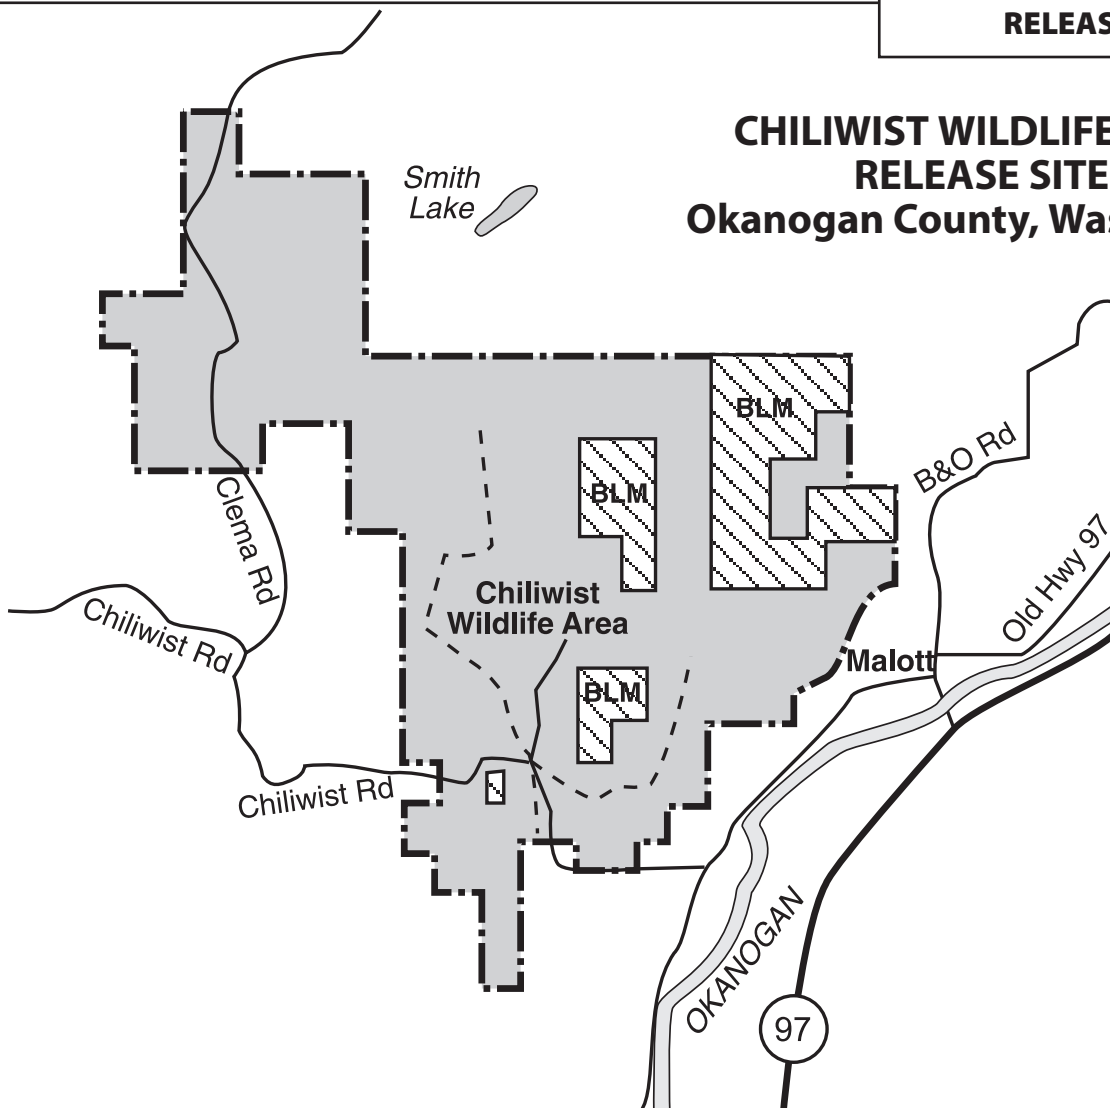 RELEAS
CHILIWIST WILDLIFE
RELEASE SITE
Okanogan County, Was
Smith
Lake
BLM
B&O Rd
BLM
Clema Rd
Old Hwy 97
Chiliwist
Wildlife Area
Chiliwist Rd
Malott
BLM
Chiliwist Rd
OKANOGAN
97